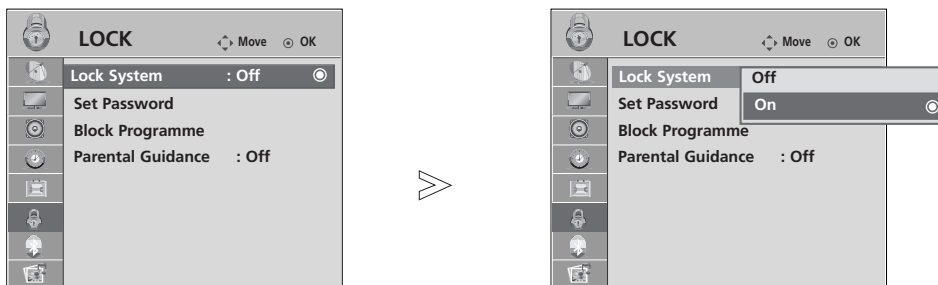 LOCK
Move OK
Lock System : Off
Set Password
Block Programme
Parental Guidance : Off
LOCK
Move OK
Lock System Off
Set Password On
Block Programme
Parental Guidance : Off